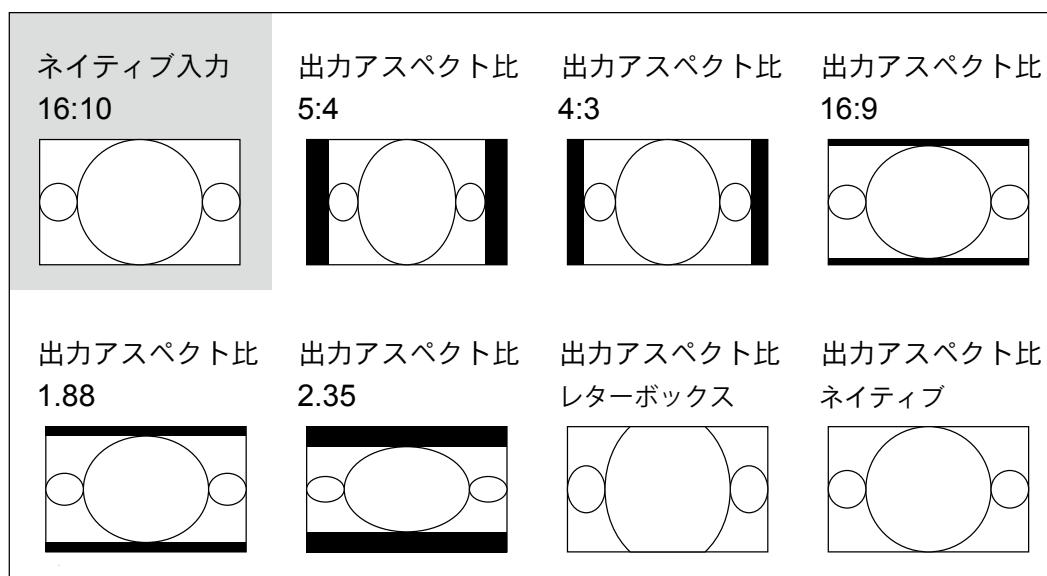 ネイティブ入力
16:10
出力アスペクト比
5:4
出力アスペクト比
4:3
出力アスペクト比
16:9
出力アスペクト比
1.88
出力アスペクト比
2.35
出力アスペクト比
レターボックス
出力アスペクト比
ネイティブ